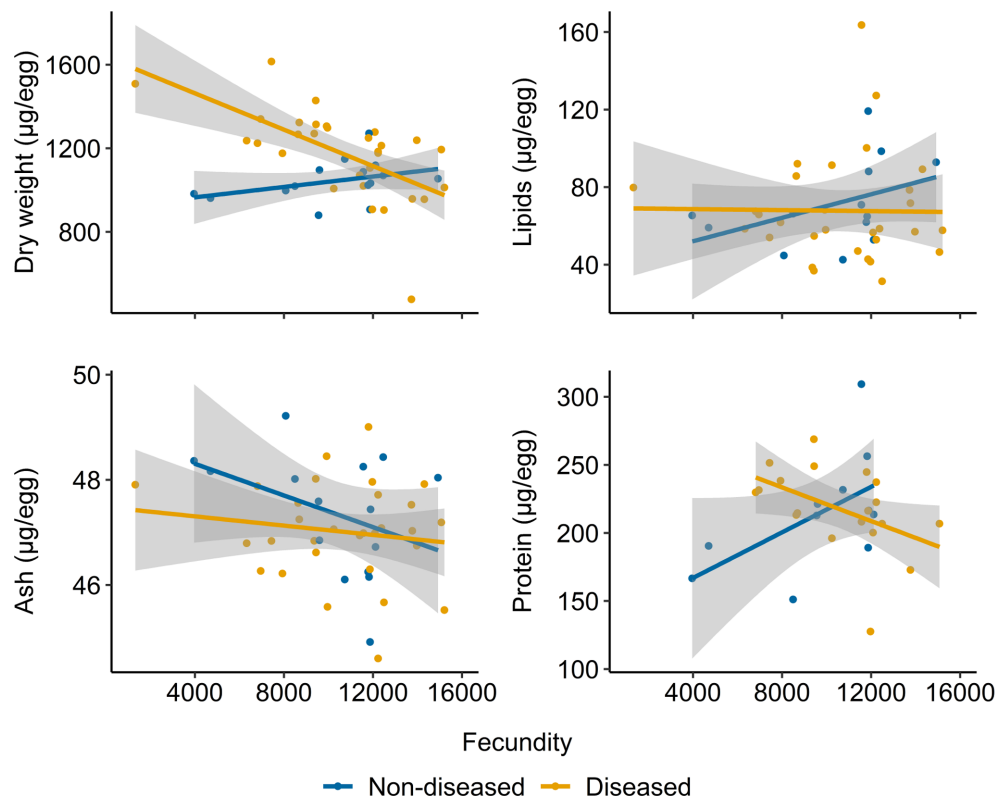 Dry weight (µg/egg)
1600
1200
800
Lipids (µg/egg)
160
120
80
40
Ash (µg/egg)
50
48
46
4000 8000 12000 16000
Protein (µg/egg)
300
250
200
150
100
4000 8000 12000 16000
Fecundity
Non-diseased Diseased